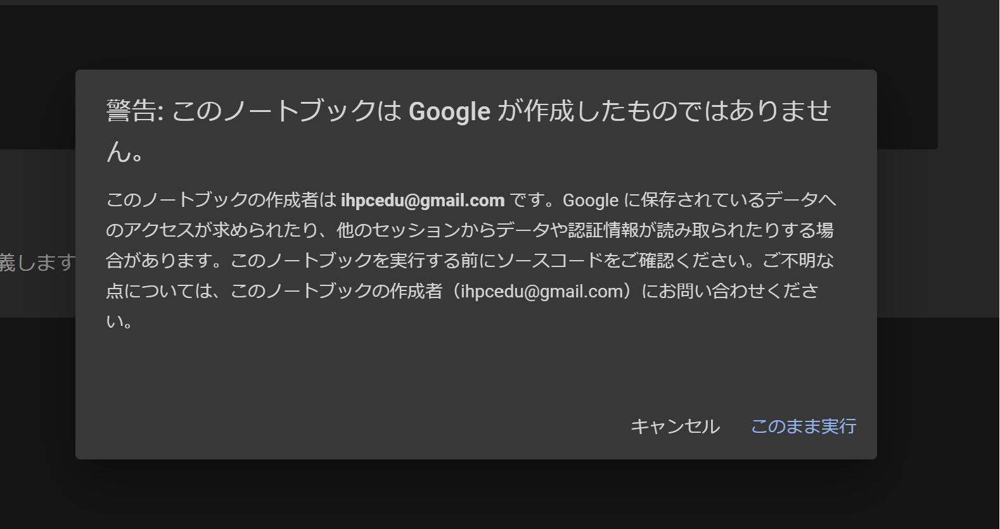 警告: このノートブックは Google が作成したものではありませ
ん。
このノートブックの作成者は ihpcedu@gmail.com です。Google に保存されているデータへ
のアクセスが求められたり、他のセッションからデータや認証情報が読み取られたりする場
合があります。このノートブックを実行する前にソースコードをご確認ください。ご不明な
義します
点については、このノートブックの作成者（ihpcedu@gmail.com）にお問い合わせくださ
い。
キャンセル このまま実行